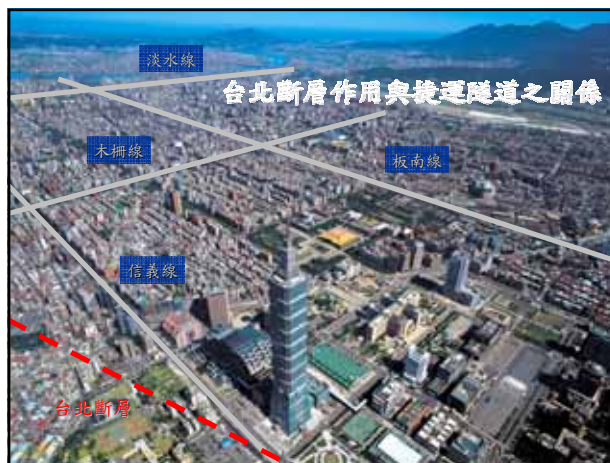 淡水線
台北斷層作用與捷運隧道之關係
木柵線
板南線
信義線
台北斷層